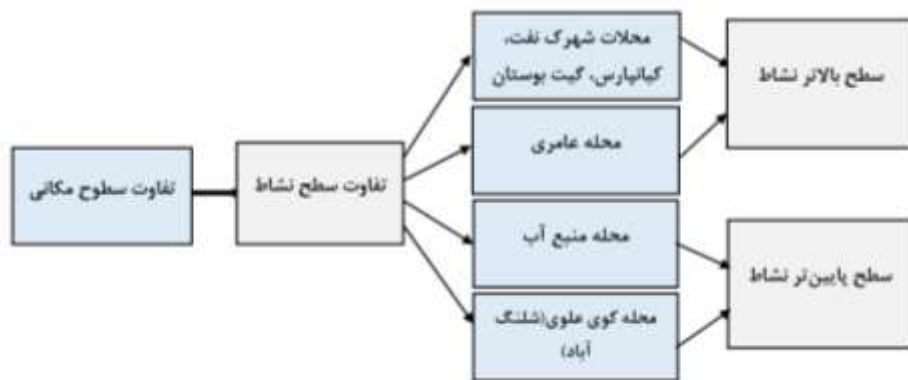 تفاوت سطوح مکانی
تفاوت سطح نشاط
محلات شهرک نفت،
کیانپارس، گیت بوستان
محله عامری
محله منبع آب
محله کوی علوی(شلنگ
آباد)
سطح بالاتر نشاط
سطح پایین‌تر نشاط